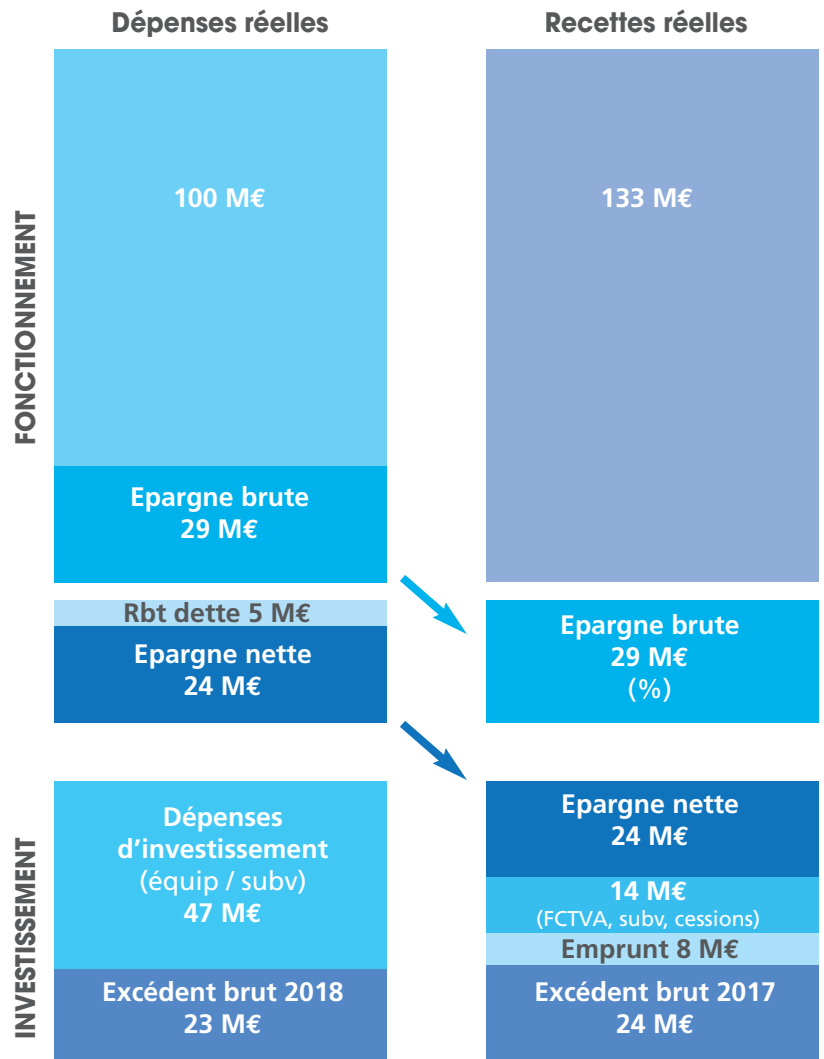 Dépenses réelles
Recettes réelles
FONCTIONNEMENT
100 M€
133 M€
Epargne brute
29 M€
Rbt dette 5 M€
Epargne nette
24 M€
Epargne brute
29 M€
(%)
INVESTISSEMENT
Dépenses
d'investissement
(équip / subv)
47 M€
Excédent brut 2018
23 M€
Epargne nette
24 M€
14 M€
(FCTVA, subv, cessions)
Emprunt 8 M€
Excédent brut 2017
24 M€